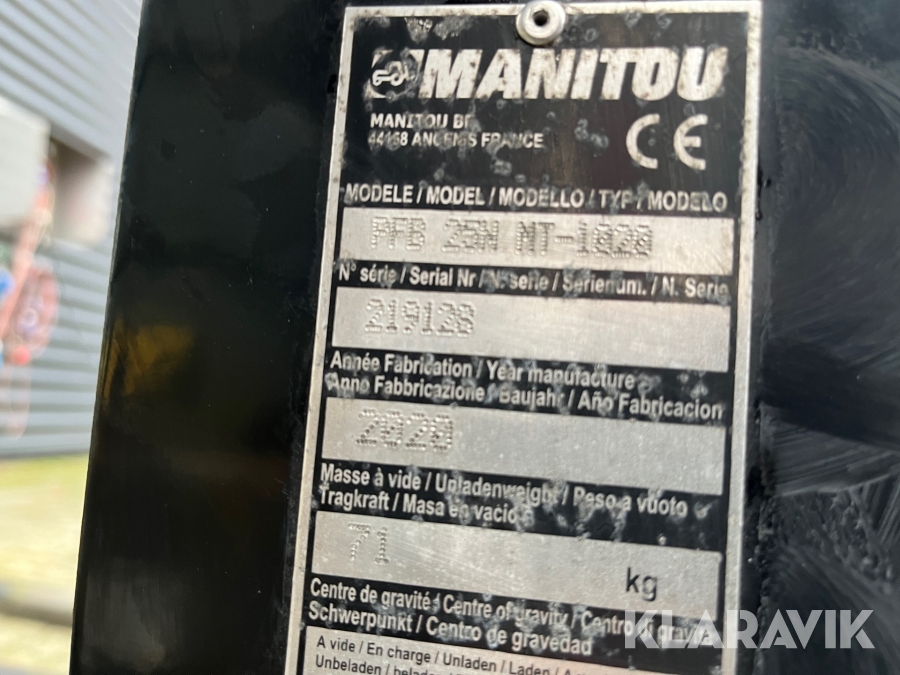 MANITOU
MANITOU BF
44158 ANCENIS FRANCE
CE
MODELE / MODEL / MODELLO / TYP / MODELO
PFB 25N MT-1020
N° série / Serial Nr / N. serie / Serienum. / N. Serie
219128
Année Fabrication / Year manufacture
Anno Fabbricazione / Baujahr / Año Fabricacion
2020
Masse à vide / Unladenweight / Peso a vuoto
Tragkraft / Masa en vacio
71 kg
Centre de gravité / Centre of gravity / Centro di gravita
Schwerpunkt / Centro de gravedad
A vide / En charge / Unladen / Laden /
Unbeladen /
KLARAVIK